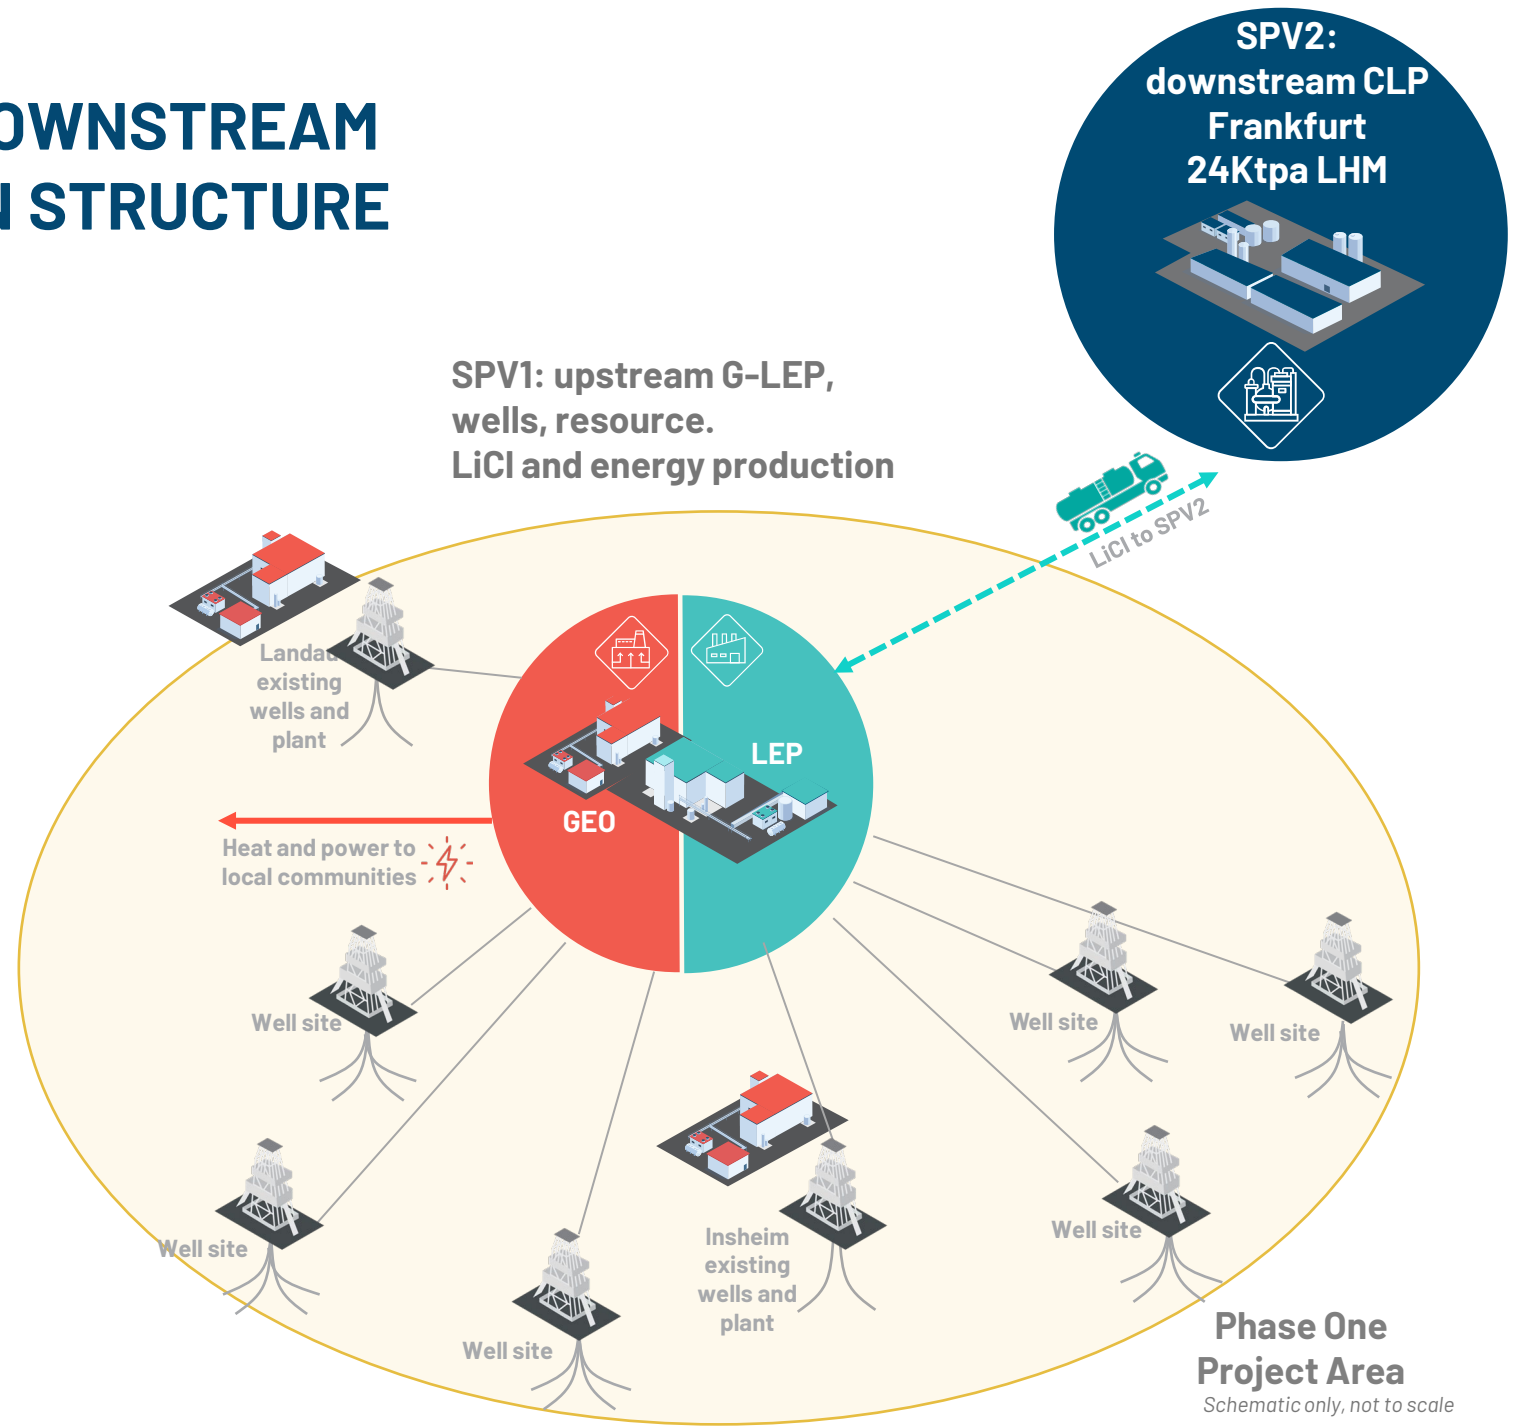 OWNSTREAM
N STRUCTURE
SPV2:
downstream CLP
Frankfurt
24Ktpa LHM
SPV1: upstream G-LEP,
wells, resource.
LiCl and energy production
LiCl to SPV2
Landau
existing
wells and
plant
LEP
GEO
Heat and power to
local communities
Well site
Well site
Well site
Well site
Well site
Insheim
existing
wells and
plant
Well site
Phase One
Project Area
Schematic only, not to scale